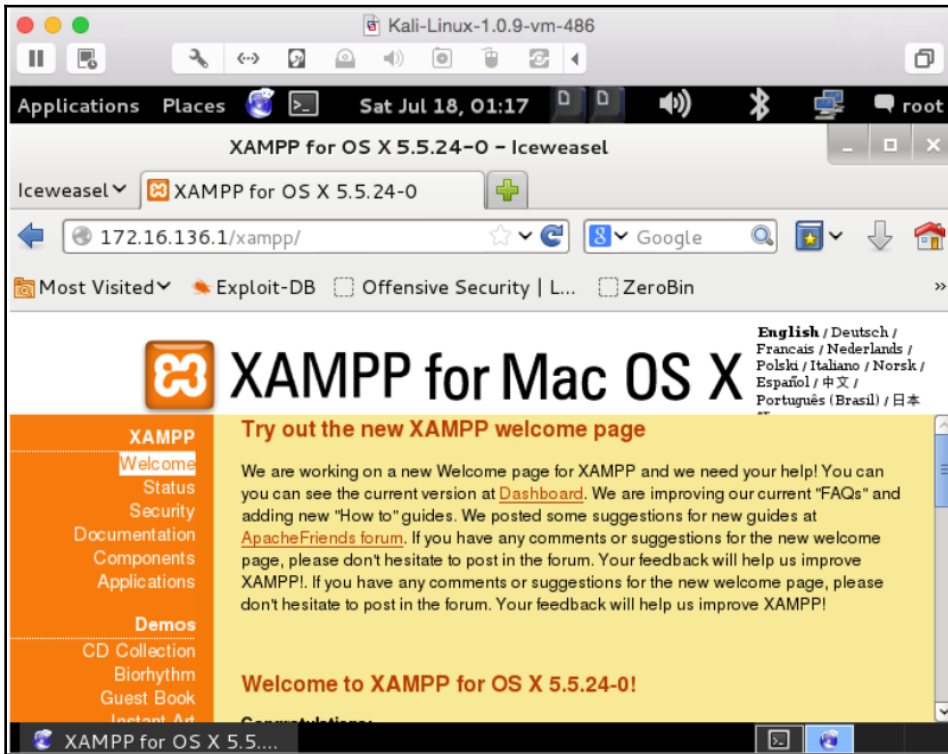 Kali-Linux-1.0.9-vm-486
Applications Places Sat Jul 18, 01:17 root
XAMPP for OS X 5.5.24-0 - Iceweasel
Iceweasel XAMPP for OS X 5.5.24-0
172.16.136.1/xampp/ Google
Most Visited Exploit-DB Offensive Security | L... ZeroBin »
XAMPP for Mac OS X
English / Deutsch /
Francais / Nederlands /
Polski / Italiano / Norsk /
Español / 中文 /
Português (Brasil) / 日本
XAMPP
Welcome
Status
Security
Documentation
Components
Applications
Demos
CD Collection
Biorhythm
Guest Book
Instant Art
Try out the new XAMPP welcome page
We are working on a new Welcome page for XAMPP and we need your help! You can
you can see the current version at Dashboard. We are improving our current "FAQs" and
adding new "How to" guides. We posted some suggestions for new guides at
ApacheFriends forum. If you have any comments or suggestions for the new welcome
page, please don't hesitate to post in the forum. Your feedback will help us improve
XAMPP!. If you have any comments or suggestions for the new welcome page, please
don't hesitate to post in the forum. Your feedback will help us improve XAMPP!
Welcome to XAMPP for OS X 5.5.24-0!
Congratulations:
XAMPP for OS X 5.5....